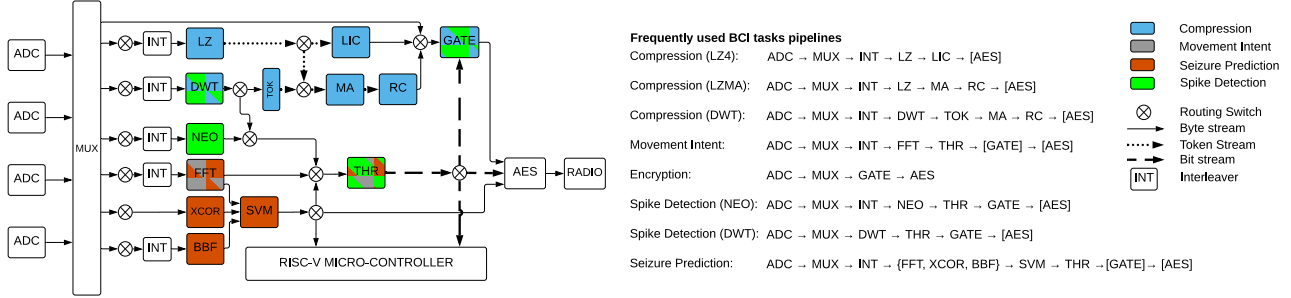 ADC
ADC
ADC
ADC
MUX
INT
LZ
LIC
GATE
INT
DWT
TOK
MA
RC
INT
NEO
INT
FFT
THR
AES
RADIO
XCOR
SVM
INT
BBF
RISC-V MICRO-CONTROLLER
Frequently used BCI tasks pipelines
Compression (LZ4): ADC → MUX → INT → LZ → LIC → [AES]
Compression (LZMA): ADC → MUX → INT → LZ → MA → RC → [AES]
Compression (DWT): ADC → MUX → INT → DWT → TOK → MA → RC → [AES]
Movement Intent: ADC → MUX → INT → FFT → THR → [GATE] → [AES]
Encryption: ADC → MUX → GATE → AES
Spike Detection (NEO): ADC → MUX → INT → NEO → THR → GATE → [AES]
Spike Detection (DWT): ADC → MUX → DWT → THR → GATE → [AES]
Seizure Prediction: ADC → MUX → INT → {FFT, XCOR, BBF} → SVM → THR →[GATE]→ [AES]
Compression
Movement Intent
Seizure Prediction
Spike Detection
Routing Switch
Byte stream
Token Stream
Bit stream
INT Interleaver